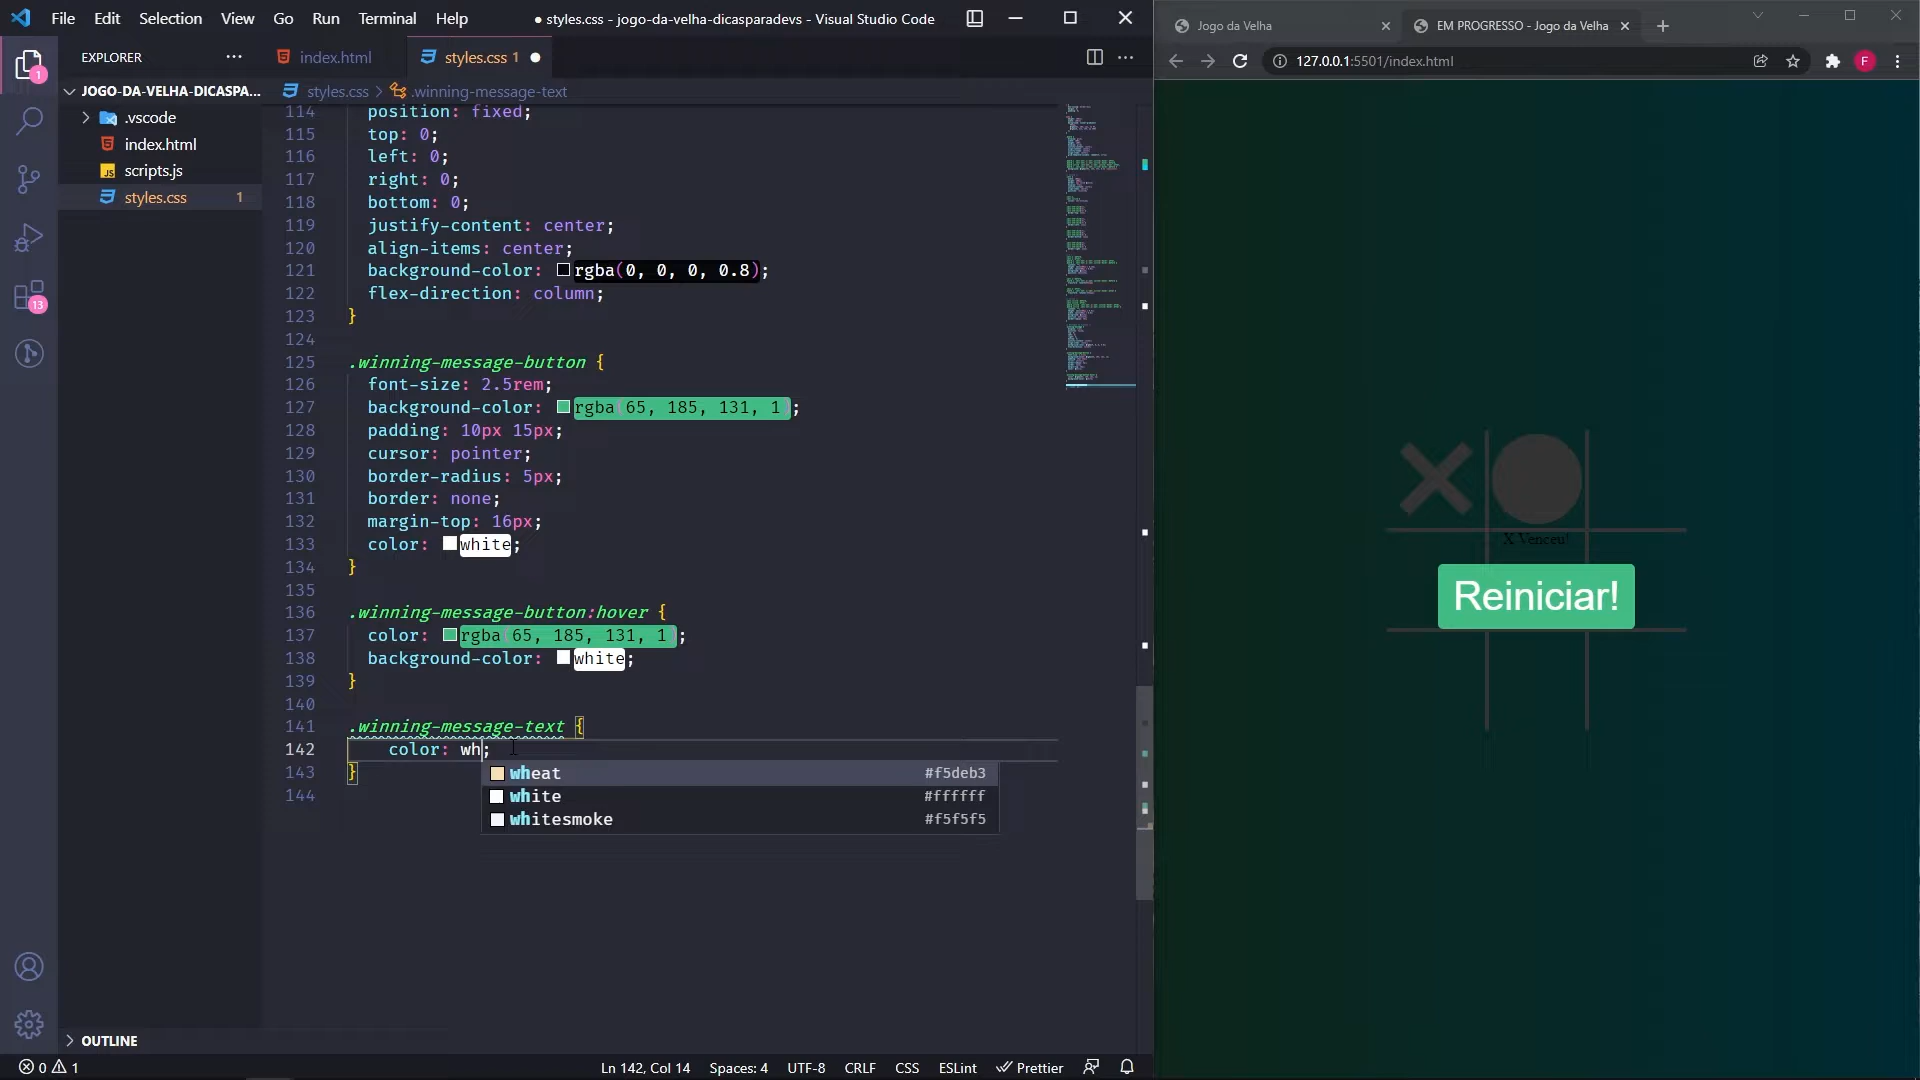 File Edit Selection View Go Run Terminal Help
● styles.css - jogo-da-velha-dicasparadevs - Visual Studio Code
EXPLORER
JOGO-DA-VELHA-DICASPA...
.vscode
index.html
JS scripts.js
styles.css 1
1
13
OUTLINE
index.html
styles.css 1 ●
styles.css > .winning-message-text
114 position: fixed;
115 top: 0;
116 left: 0;
117 right: 0;
118 bottom: 0;
119 justify-content: center;
120 align-items: center;
121 background-color: rgba(0, 0, 0, 0.8);
122 flex-direction: column;
123 }
124
125 .winning-message-button {
126 font-size: 2.5rem;
127 background-color: rgba(65, 185, 131, 1);
128 padding: 10px 15px;
129 cursor: pointer;
130 border-radius: 5px;
131 border: none;
132 margin-top: 16px;
133 color: white;
134 }
135
136 .winning-message-button:hover {
137 color: rgba(65, 185, 131, 1);
138 background-color: white;
139 }
140
141 .winning-message-text {
142 color: wh;
143 }
144
wheat #f5deb3
white #ffffff
whitesmoke #f5f5f5
0 1
Ln 142, Col 14 Spaces: 4 UTF-8 CRLF CSS ESLint Prettier
Jogo da Velha
EM PROGRESSO - Jogo da Velha
127.0.0.1:5501/index.html
F
X Venceu!
Reiniciar!